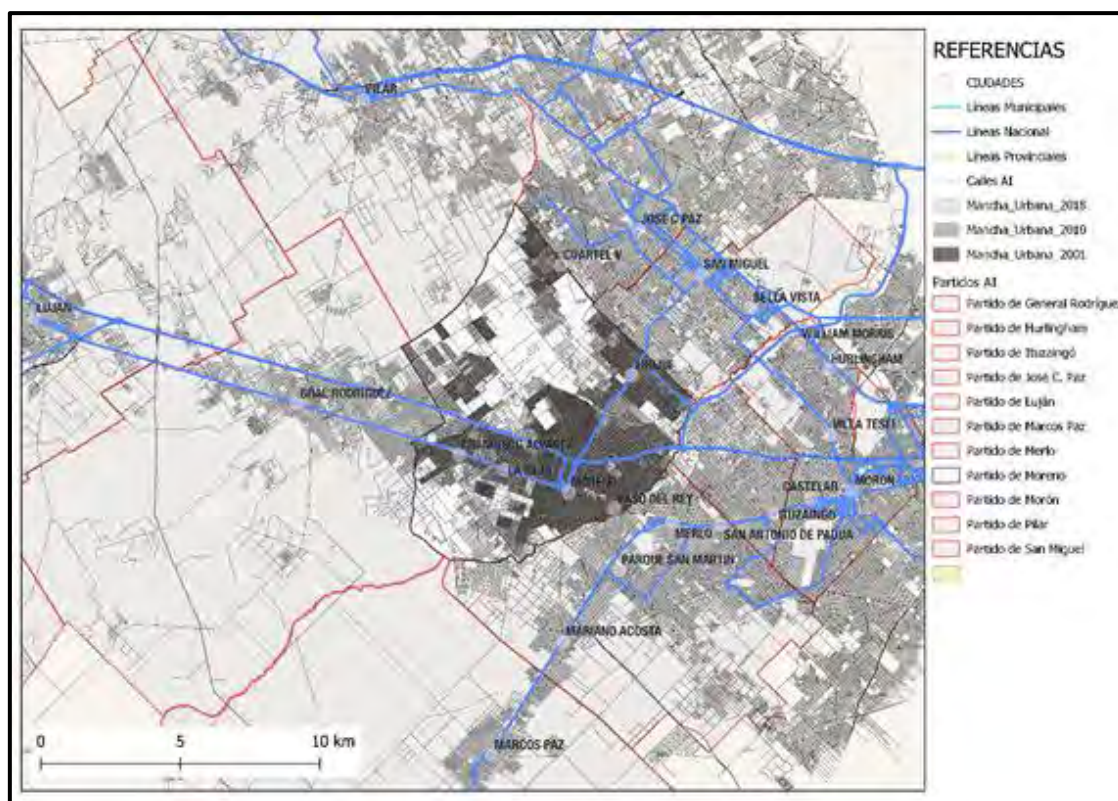 REFERENCIAS
CIUDADES
Líneas Municipales
Líneas Nacional
Líneas Provinciales
Calles AI
Mancha_Urbana_2018
Mancha_Urbana_2010
Mancha_Urbana_2001
Partidos AI
Partido de General Rodrígue
Partido de Hurlingham
Partido de Ituzaingó
Partido de José C. Paz
Partido de Luján
Partido de Marcos Paz
Partido de Merlo
Partido de Moreno
Partido de Morón
Partido de Pilar
Partido de San Miguel
PILAR
JOSE C PAZ
CUARTEL V
SAN MIGUEL
BELLA VISTA
LUJAN
WILLIAM MORRIS
HURLINGHAM
GRAL RODRÍGUEZ
VILLA TESEI
FRANCISCO ALVAREZ
LA REJA
MORENO
CASTELAR
MORON
PASO DEL REY
ITUZAINGO
MERLO
SAN ANTONIO DE PADUA
PARQUE SAN MARTIN
MARIANO ACOSTA
MARCOS PAZ
0 5 10 km